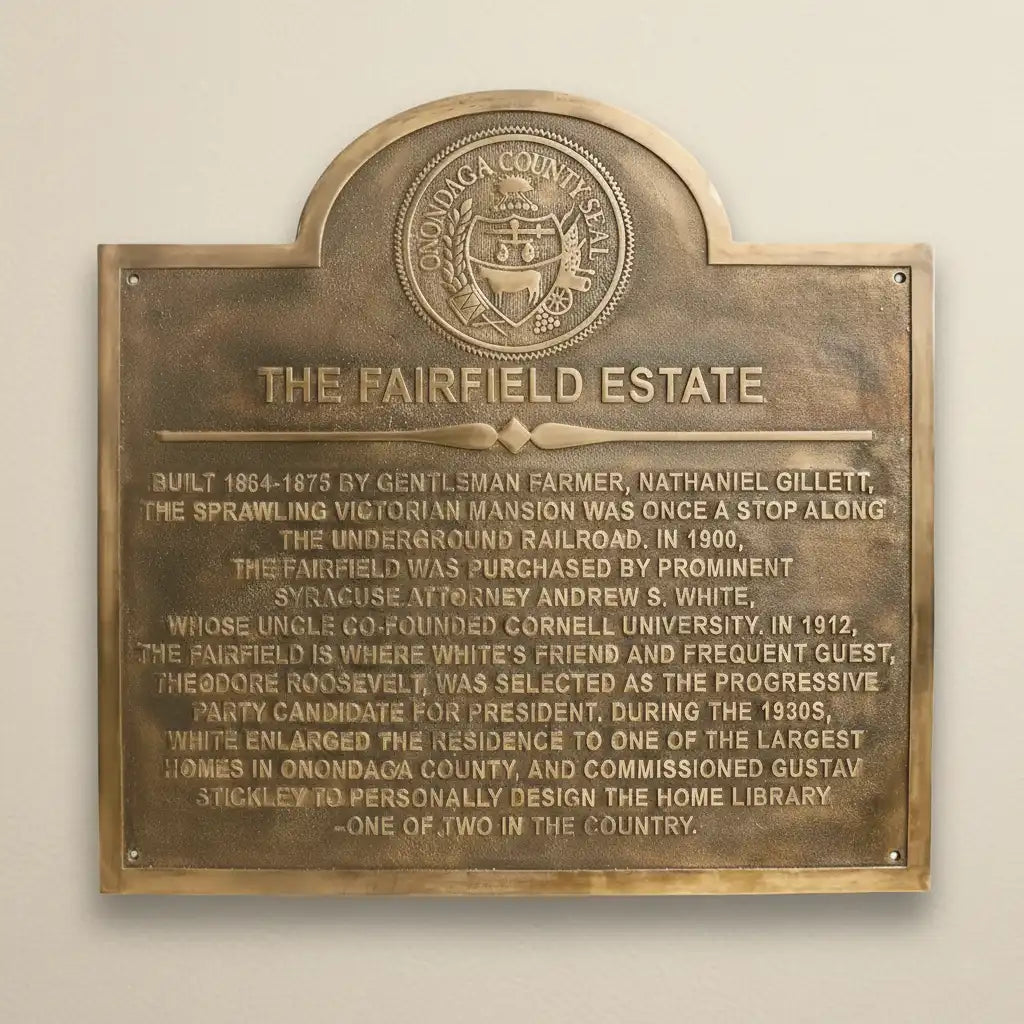 ONONDAGA COUNTY SEAL
THE FAIRFIELD ESTATE
BUILT 1864-1875 BY GENTLSMAN FARMER, NATHANIEL GILLETT,
THE SPRAWLING VICTORIAN MANSION WAS ONCE A STOP ALONG
THE UNDERGROUND RAILROAD. IN 1900,
THE FAIRFIELD WAS PURCHASED BY PROMINENT
SYRACUSE ATTORNEY ANDREW S. WHITE,
WHOSE UNCLE CO-FOUNDED CORNELL UNIVERSITY. IN 1912,
THE FAIRFIELD IS WHERE WHITE'S FRIEND AND FREQUENT GUEST,
THEODORE ROOSEVELT, WAS SELECTED AS THE PROGRESSIVE
PARTY CANDIDATE FOR PRESIDENT. DURING THE 1930S,
WHITE ENLARGED THE RESIDENCE TO ONE OF THE LARGEST
HOMES IN ONONDAGA COUNTY, AND COMMISSIONED GUSTAV
STICKLEY TO PERSONALLY DESIGN THE HOME LIBRARY
-ONE OF TWO IN THE COUNTRY.